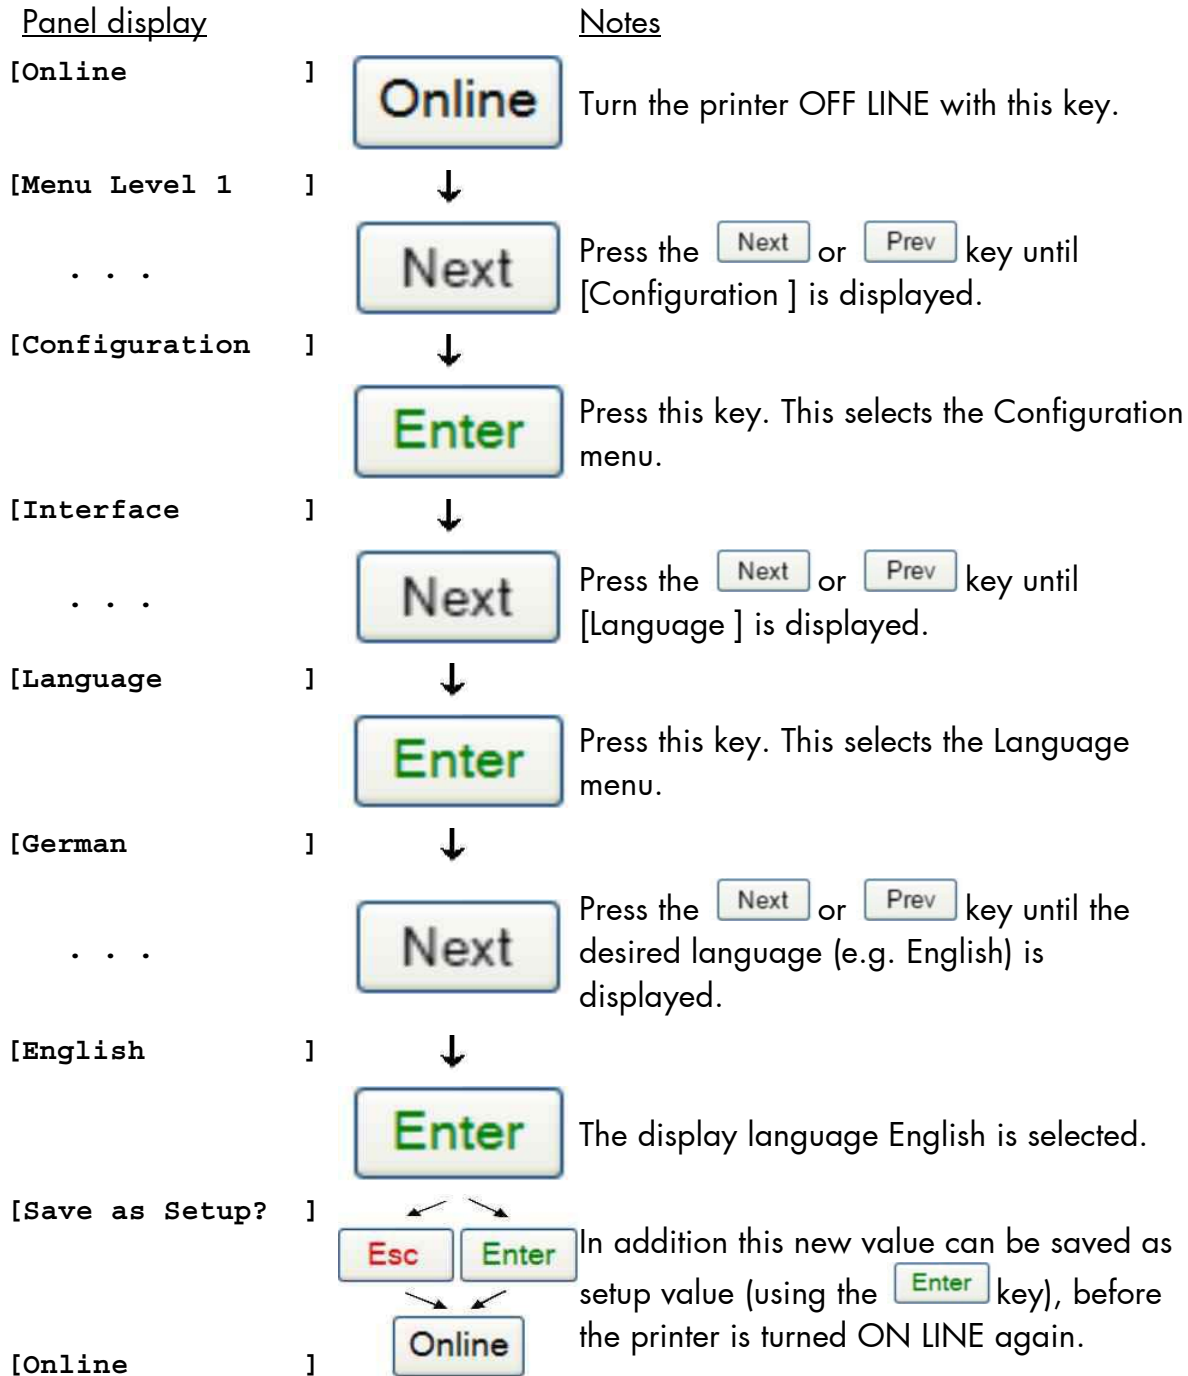 Panel display Notes
[Online ] Online Turn the printer OFF LINE with this key.
[Menu Level 1 ]
. . . Next Press the Next or Prev key until
[Configuration ] is displayed.
[Configuration ]
Enter Press this key. This selects the Configuration
menu.
[Interface ]
. . . Next Press the Next or Prev key until
[Language ] is displayed.
[Language ]
Enter Press this key. This selects the Language
menu.
[German ]
. . . Next Press the Next or Prev key until the
desired language (e.g. English) is
displayed.
[English ]
Enter The display language English is selected.
[Save as Setup? ]
Esc Enter In addition this new value can be saved as
setup value (using the Enter key), before
Online the printer is turned ON LINE again.
[Online ]